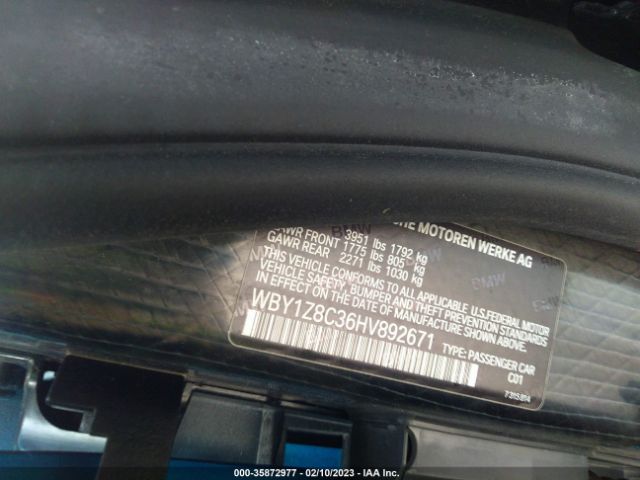 CHE MOTOREN WERKE AG
3951 lbs 1792 kg
GAWR FRONT 1775 lbs 805 kg
GAWR REAR 2271 lbs 1030 kg
THIS VEHICLE CONFORMS TO ALL APPLICABLE U.S.FEDERAL MOTOR
VEHICLE SAFETY, BUMPER AND THEFT PREVENTION STANDARDS
IN EFFECT ON THE DATE OF MANUFACTURE SHOWN ABOVE.
WBY1Z8C36HV892671
TYPE: PASSENGER CAR
C01
000-35872977 - 02/10/2023 - IAA Inc.